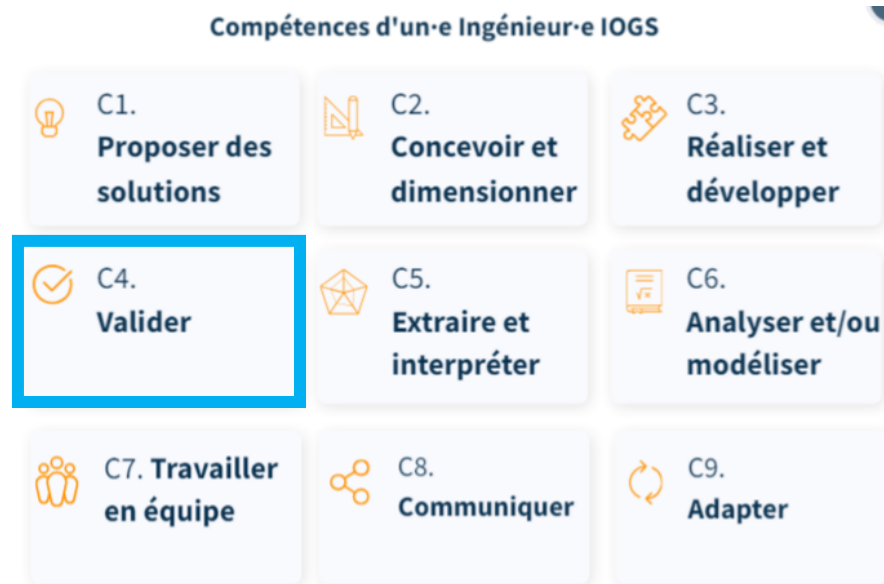 Compétences d'un·e Ingénieur·e IOGS
C1.
Proposer des
solutions
C2.
Concevoir et
dimensionner
C3.
Réaliser et
développer
C4.
Valider
C5.
Extraire et
interpréter
C6.
Analyser et/ou
modéliser
C7. Travailler
en équipe
C8.
Communiquer
C9.
Adapter